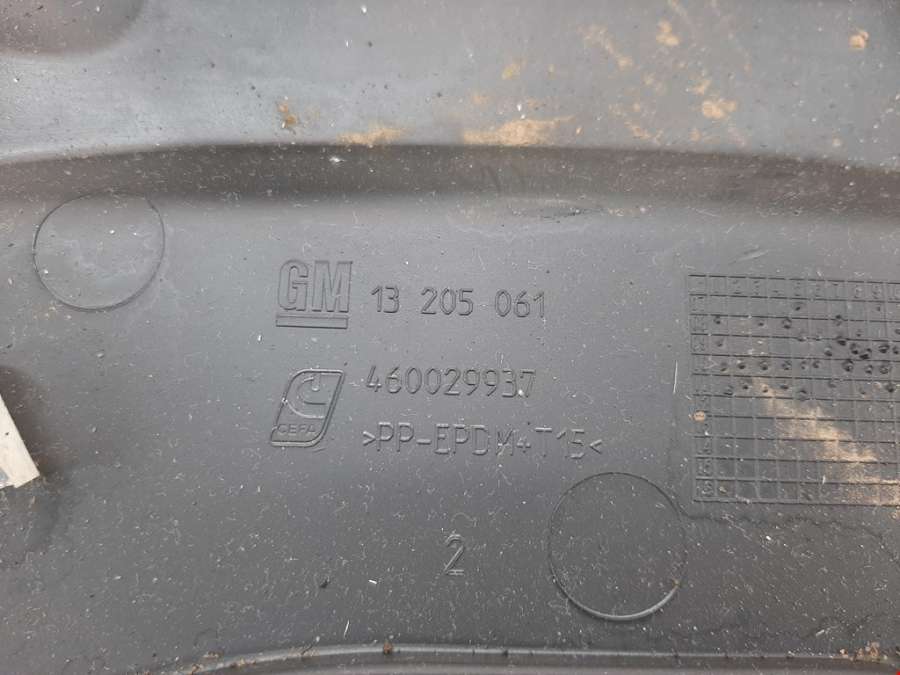 GM 13 205 061
460029937
CEFA
>PP-EPDM+T15<
2